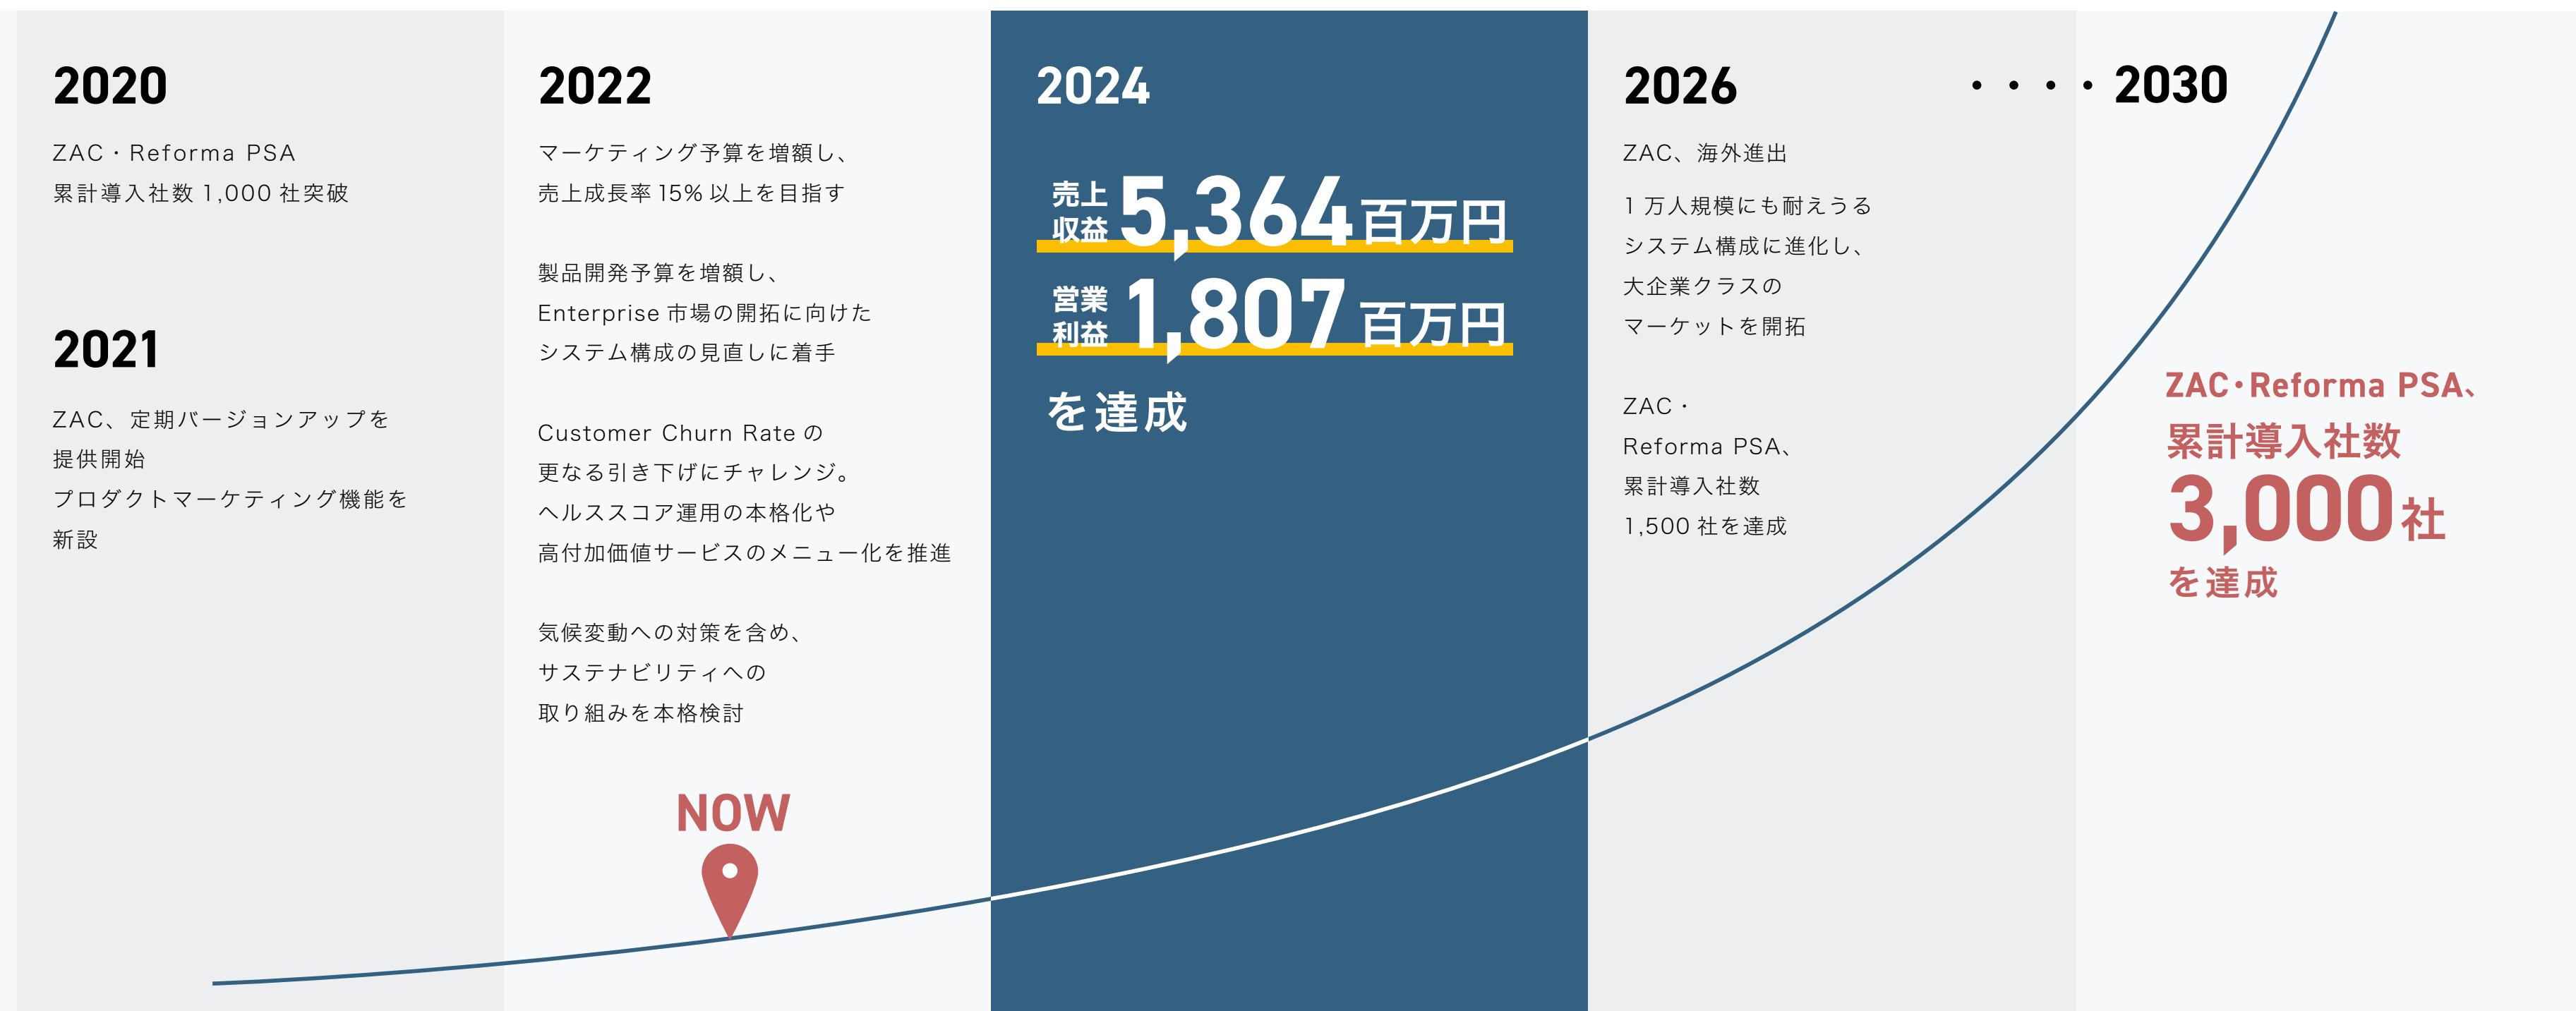 2020
ZAC・Reforma PSA
累計導入社数 1,000 社突破
2021
ZAC、定期バージョンアップを
提供開始
プロダクトマーケティング機能を
新設
2022
マーケティング予算を増額し、
売上成長率 15% 以上を目指す
製品開発予算を増額し、
Enterprise 市場の開拓に向けた
システム構成の見直しに着手
Customer Churn Rate の
更なる引き下げにチャレンジ。
ヘルススコア運用の本格化や
高付加価値サービスのメニュー化を推進
気候変動への対策を含め、
サステナビリティへの
取り組みを本格検討
NOW
2024
売上収益 5,364百万円
営業利益 1,807百万円
を達成
2026
ZAC、海外進出
1 万人規模にも耐えうる
システム構成に進化し、
大企業クラスの
マーケットを開拓
ZAC・
Reforma PSA、
累計導入社数
1,500 社を達成
・・・・2030
ZAC・Reforma PSA、
累計導入社数
3,000社
を達成